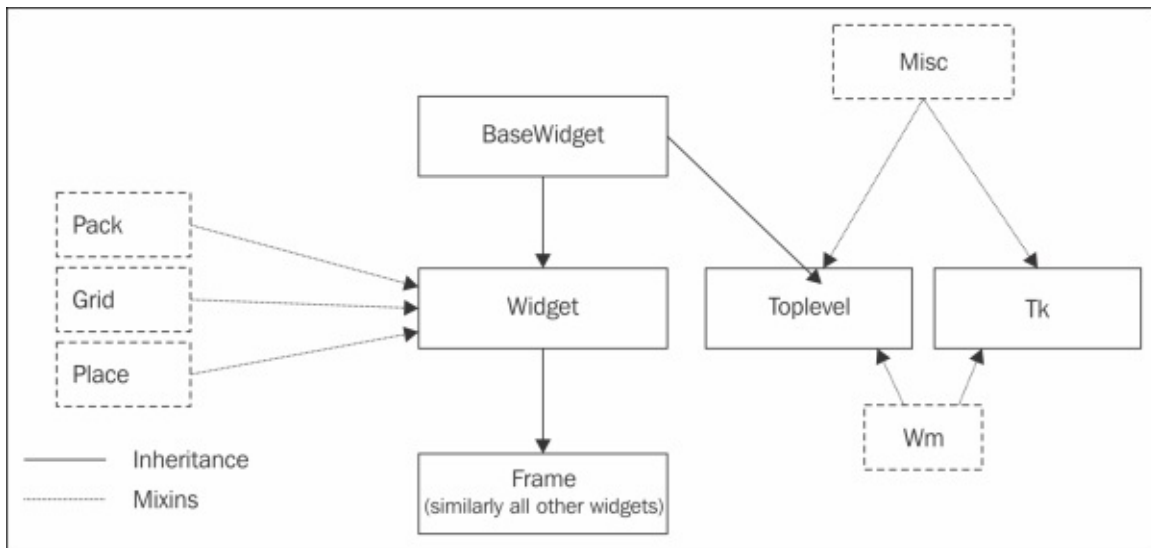 Misc
BaseWidget
Pack
Grid
Widget
Toplevel
Tk
Place
Wm
Inheritance
Frame
Mixins
(similarly all other widgets)